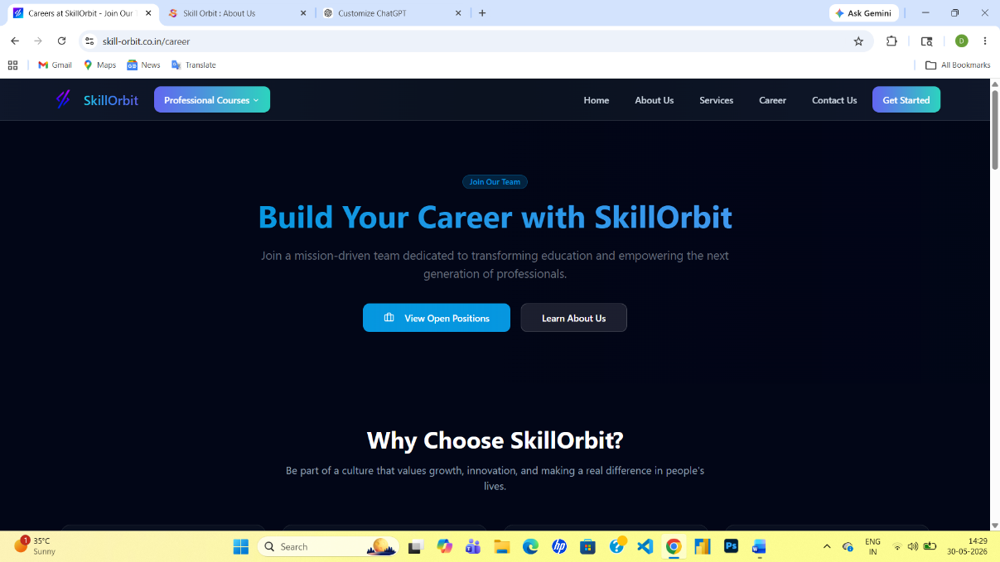 Careers at SkillOrbit - Join Our
Skill Orbit : About Us
Customize ChatGPT
Ask Gemini
skill-orbit.co.in/career
D
Gmail
Maps
News
Translate
All Bookmarks
SkillOrbit
Professional Courses
Home
About Us
Services
Career
Contact Us
Get Started
Join Our Team
Build Your Career with SkillOrbit
Join a mission-driven team dedicated to transforming education and empowering the next
generation of professionals.
View Open Positions
Learn About Us
Why Choose SkillOrbit?
Be part of a culture that values growth, innovation, and making a real difference in people's
lives.
1
35°C
Sunny
Search
hp
Ps
W
ENG
IN
14:29
30-05-2026